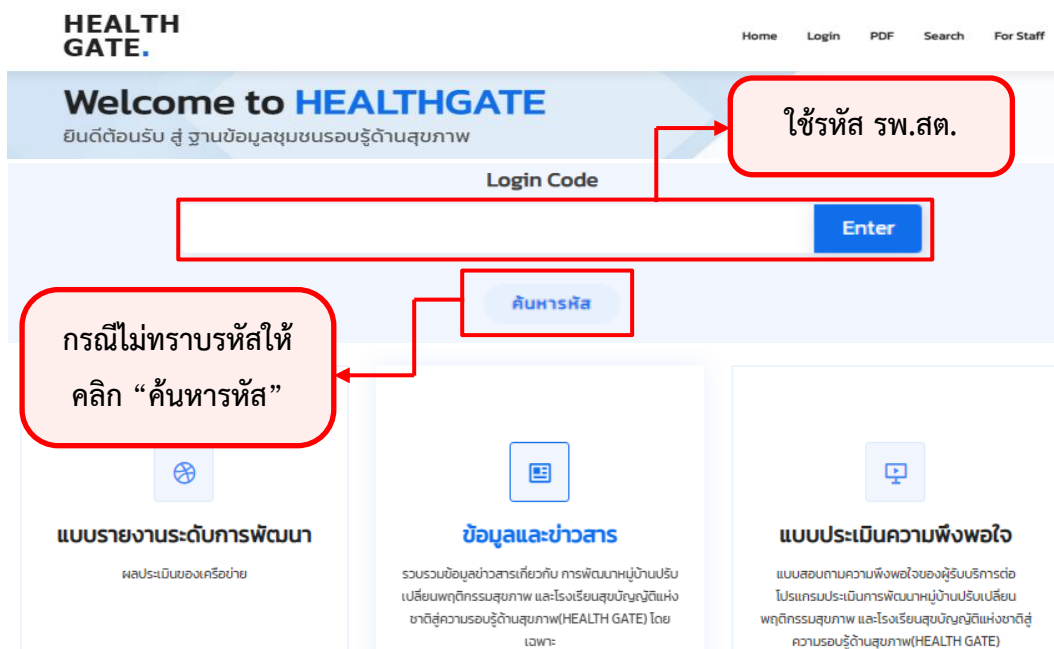 HEALTH
GATE.
Home Login PDF Search For Staff
Welcome to HEALTHGATE
ยินดีต้อนรับ สู่ ฐานข้อมูลชุมชนรอบรู้ด้านสุขภาพ
ใช้รหัส รพ.สต.
Login Code
Enter
ค้นหารหัส
กรณีไม่ทราบรหัสให้
คลิก “ค้นหารหัส”
แบบรายงานระดับการพัฒนา
ผลประเมินของเครือข่าย
ข้อมูลและข่าวสาร
รวบรวมข้อมูลข่าวสารเกี่ยวกับ การพัฒนาหมู่บ้านปรับ
เปลี่ยนพฤติกรรมสุขภาพ และโรงเรียนสุขบัญญัติแห่ง
ชาติสู่ความรอบรู้ด้านสุขภาพ(HEALTH GATE) โดย
เฉพาะ
แบบประเมินความพึงพอใจ
แบบสอบถามความพึงพอใจของผู้รับบริการต่อ
โปรแกรมประเมินการพัฒนาหมู่บ้านปรับเปลี่ยน
พฤติกรรมสุขภาพ และโรงเรียนสุขบัญญัติแห่งชาติสู่
ความรอบรู้ด้านสุขภาพ(HEALTH GATE)